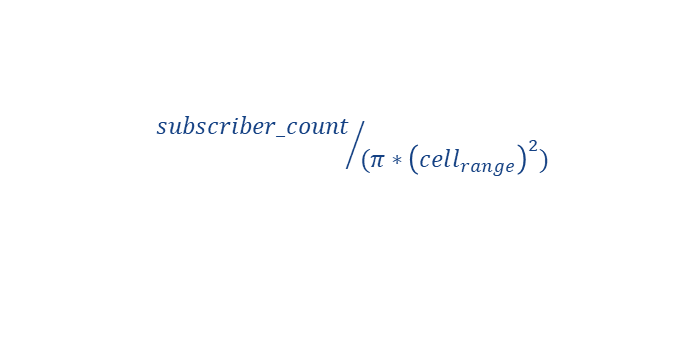 subscriber_count/(π * (cell_range)^2)